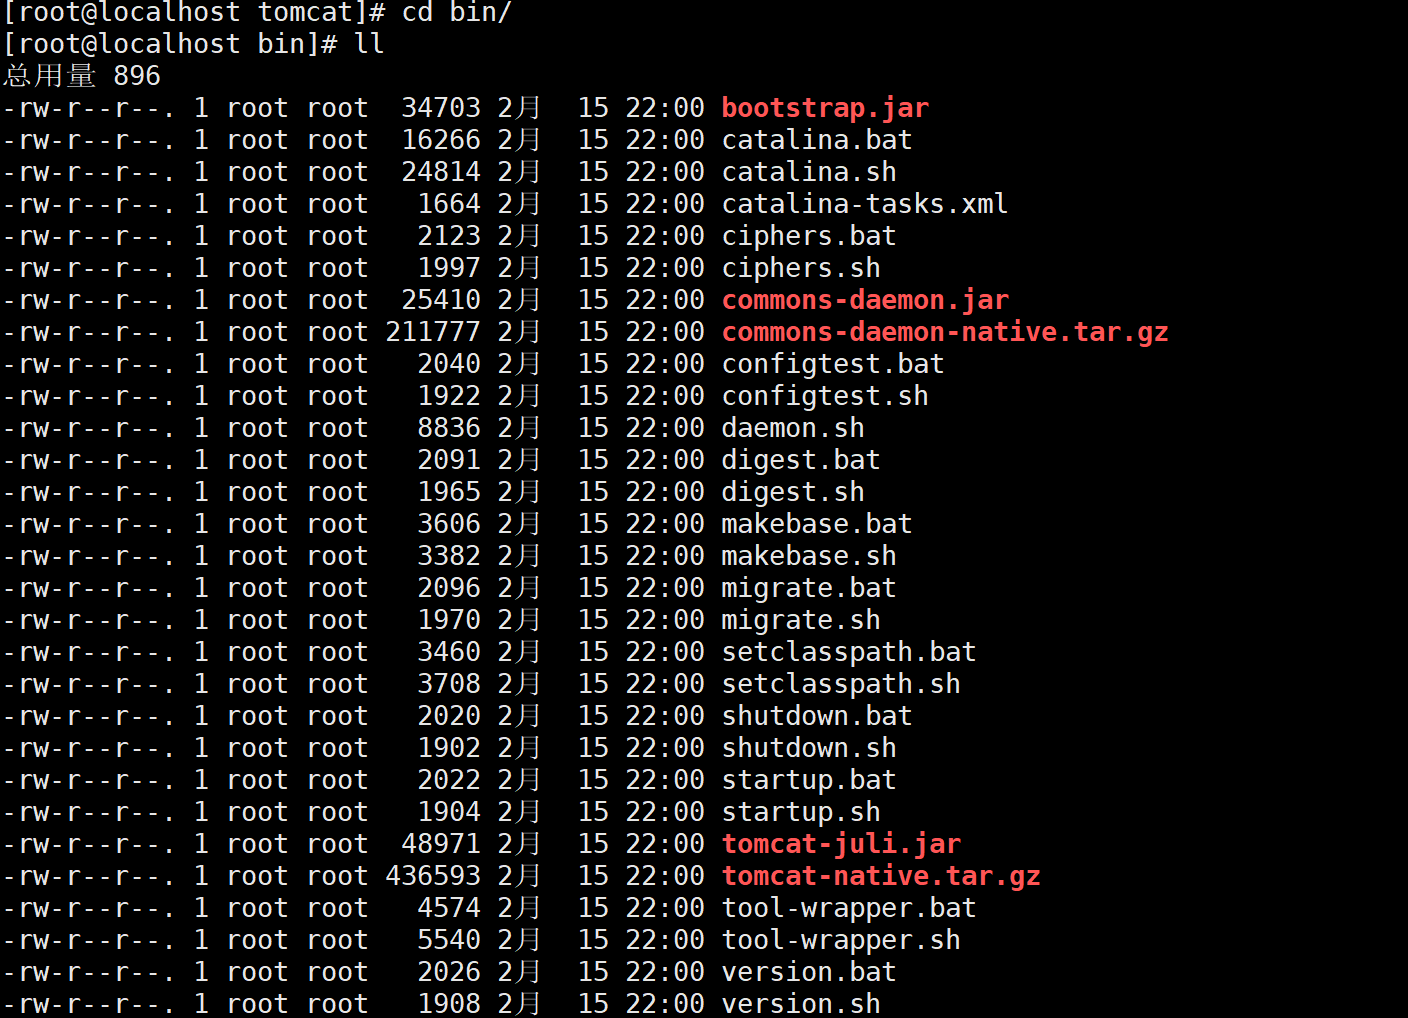 [root@localhost tomcat]# cd bin/
[root@localhost bin]# ll
总用量 896
-rw-r--r--. 1 root root  34703 2月  15 22:00 bootstrap.jar
-rw-r--r--. 1 root root  16266 2月  15 22:00 catalina.bat
-rw-r--r--. 1 root root  24814 2月  15 22:00 catalina.sh
-rw-r--r--. 1 root root   1664 2月  15 22:00 catalina-tasks.xml
-rw-r--r--. 1 root root   2123 2月  15 22:00 ciphers.bat
-rw-r--r--. 1 root root   1997 2月  15 22:00 ciphers.sh
-rw-r--r--. 1 root root  25410 2月  15 22:00 commons-daemon.jar
-rw-r--r--. 1 root root 211777 2月  15 22:00 commons-daemon-native.tar.gz
-rw-r--r--. 1 root root   2040 2月  15 22:00 configtest.bat
-rw-r--r--. 1 root root   1922 2月  15 22:00 configtest.sh
-rw-r--r--. 1 root root   8836 2月  15 22:00 daemon.sh
-rw-r--r--. 1 root root   2091 2月  15 22:00 digest.bat
-rw-r--r--. 1 root root   1965 2月  15 22:00 digest.sh
-rw-r--r--. 1 root root   3606 2月  15 22:00 makebase.bat
-rw-r--r--. 1 root root   3382 2月  15 22:00 makebase.sh
-rw-r--r--. 1 root root   2096 2月  15 22:00 migrate.bat
-rw-r--r--. 1 root root   1970 2月  15 22:00 migrate.sh
-rw-r--r--. 1 root root   3460 2月  15 22:00 setclasspath.bat
-rw-r--r--. 1 root root   3708 2月  15 22:00 setclasspath.sh
-rw-r--r--. 1 root root   2020 2月  15 22:00 shutdown.bat
-rw-r--r--. 1 root root   1902 2月  15 22:00 shutdown.sh
-rw-r--r--. 1 root root   2022 2月  15 22:00 startup.bat
-rw-r--r--. 1 root root   1904 2月  15 22:00 startup.sh
-rw-r--r--. 1 root root  48971 2月  15 22:00 tomcat-juli.jar
-rw-r--r--. 1 root root 436593 2月  15 22:00 tomcat-native.tar.gz
-rw-r--r--. 1 root root   4574 2月  15 22:00 tool-wrapper.bat
-rw-r--r--. 1 root root   5540 2月  15 22:00 tool-wrapper.sh
-rw-r--r--. 1 root root   2026 2月  15 22:00 version.bat
-rw-r--r--. 1 root root   1908 2月  15 22:00 version.sh